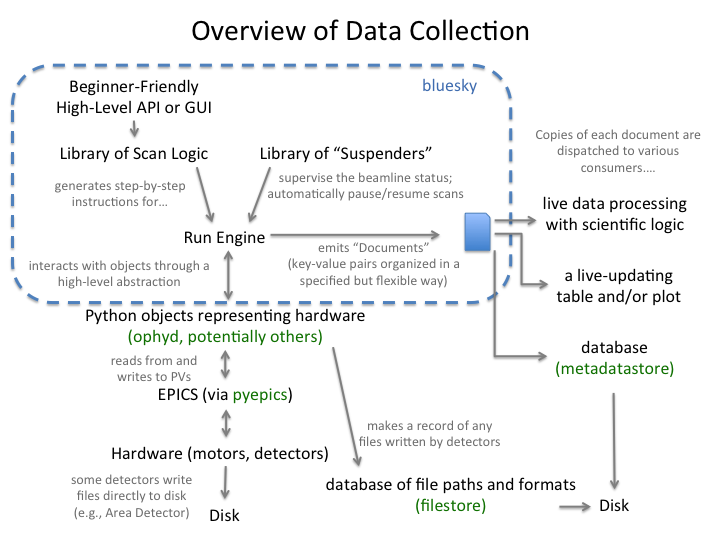 Overview of Data Collection
bluesky
Beginner-Friendly
High-Level API or GUI
Library of Scan Logic
Library of “Suspenders”
generates step-by-step
instructions for…
supervise the beamline status;
automatically pause/resume scans
Run Engine
emits “Documents”
(key-value pairs organized in a
specified but flexible way)
interacts with objects through a
high-level abstraction
Copies of each document are
dispatched to various
consumers….
live data processing
with scientific logic
a live-updating
table and/or plot
database
(metadatastore)
Python objects representing hardware
(ophyd, potentially others)
reads from and
writes to PVs
EPICS (via pyepics)
Hardware (motors, detectors)
some detectors write
files directly to disk
(e.g., Area Detector)
Disk
makes a record of any
files written by detectors
database of file paths and formats
(filestore)
Disk